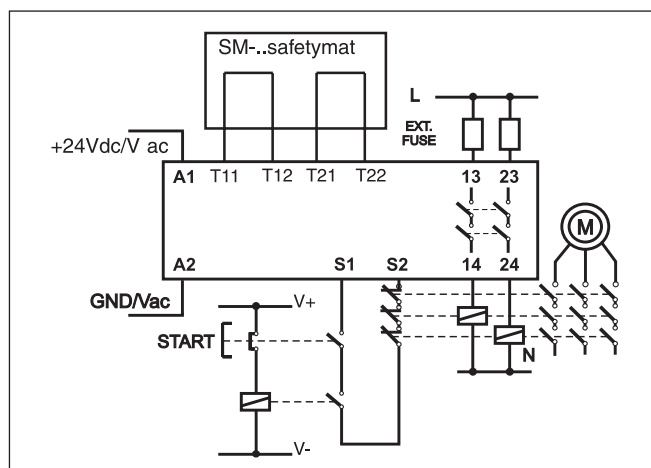 SM-..safetymat
L
EXT.
FUSE
+24Vdc/V ac
A1 T11 T12 T21 T22 13 23
M
A2 S1 S2 14 24
GND/Vac
V+
START
N
V-